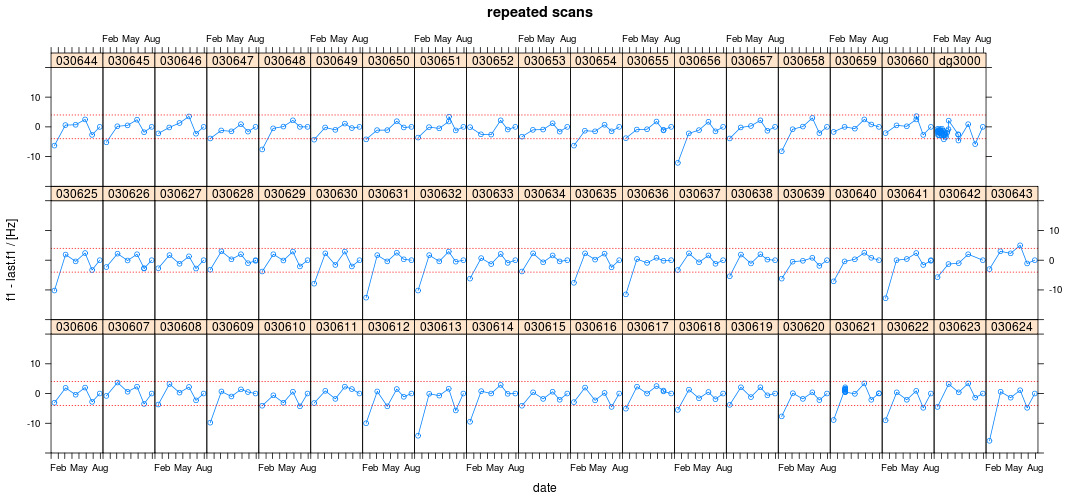 repeated scans
Feb May Aug Feb May Aug Feb May Aug Feb May Aug Feb May Aug Feb May Aug Feb May Aug Feb May Aug Feb May Aug
030644 030645 030646 030647 030648 030649 030650 030651 030652 030653 030654 030655 030656 030657 030658 030659 030660 dg3000
10
0
-10
030625 030626 030627 030628 030629 030630 030631 030632 030633 030634 030635 030636 030637 030638 030639 030640 030641 030642 030643
10
0
-10
030606 030607 030608 030609 030610 030611 030612 030613 030614 030615 030616 030617 030618 030619 030620 030621 030622 030623 030624
10
0
-10
Feb May Aug Feb May Aug Feb May Aug Feb May Aug Feb May Aug Feb May Aug Feb May Aug Feb May Aug Feb May Aug Feb May Aug
date
f1 - last.f1 / [Hz]